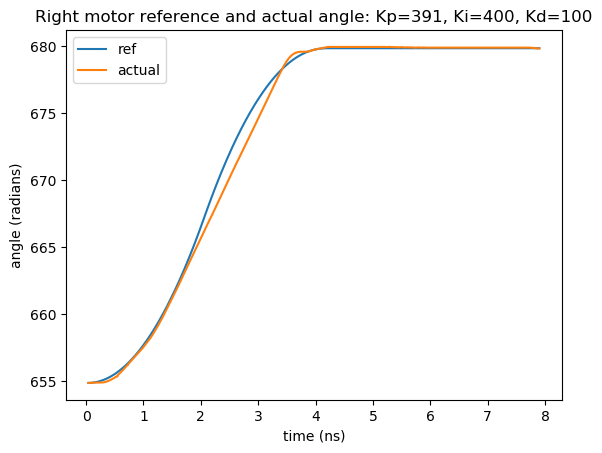 Right motor reference and actual angle: Kp=391, Ki=400, Kd=100
ref
actual
680
675
670
665
660
655
angle (radians)
0 1 2 3 4 5 6 7 8
time (ns)